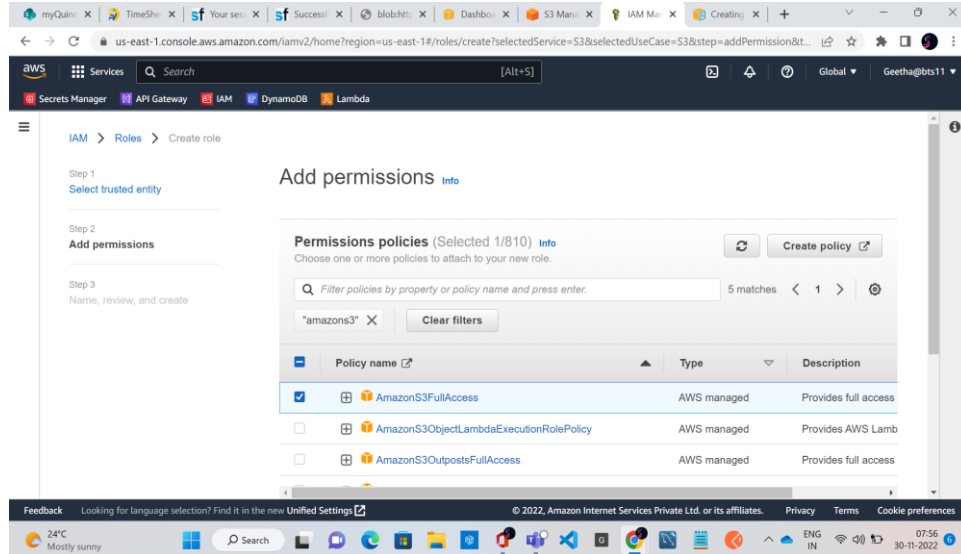 myQuinn
TimeShe
Your ses
Successf
blob:http
Dashboa
S3 Mana
IAM Man
Creating
us-east-1.console.aws.amazon.com/iamv2/home?region=us-east-1#/roles/create?selectedService=S3&selectedUseCase=S3&step=addPermission&t...
aws
Services
Search
[Alt+S]
Global
Geetha@bts11
Secrets Manager
API Gateway
IAM
DynamoDB
Lambda
IAM > Roles > Create role
Step 1
Select trusted entity
Step 2
Add permissions
Step 3
Name, review, and create
Add permissions Info
Permissions policies (Selected 1/810) Info
Choose one or more policies to attach to your new role.
Create policy
Filter policies by property or policy name and press enter.
5 matches < 1 >
"amazons3" X
Clear filters
Policy name
Type
Description
AmazonS3FullAccess
AWS managed
Provides full access
AmazonS3ObjectLambdaExecutionRolePolicy
AWS managed
Provides AWS Lamb
AmazonS3OutpostsFullAccess
AWS managed
Provides full access
Feedback
Looking for language selection? Find it in the new Unified Settings
© 2022, Amazon Internet Services Private Ltd. or its affiliates.
Privacy
Terms
Cookie preferences
24°C
Mostly sunny
Search
ENG
IN
07:56
30-11-2022
6